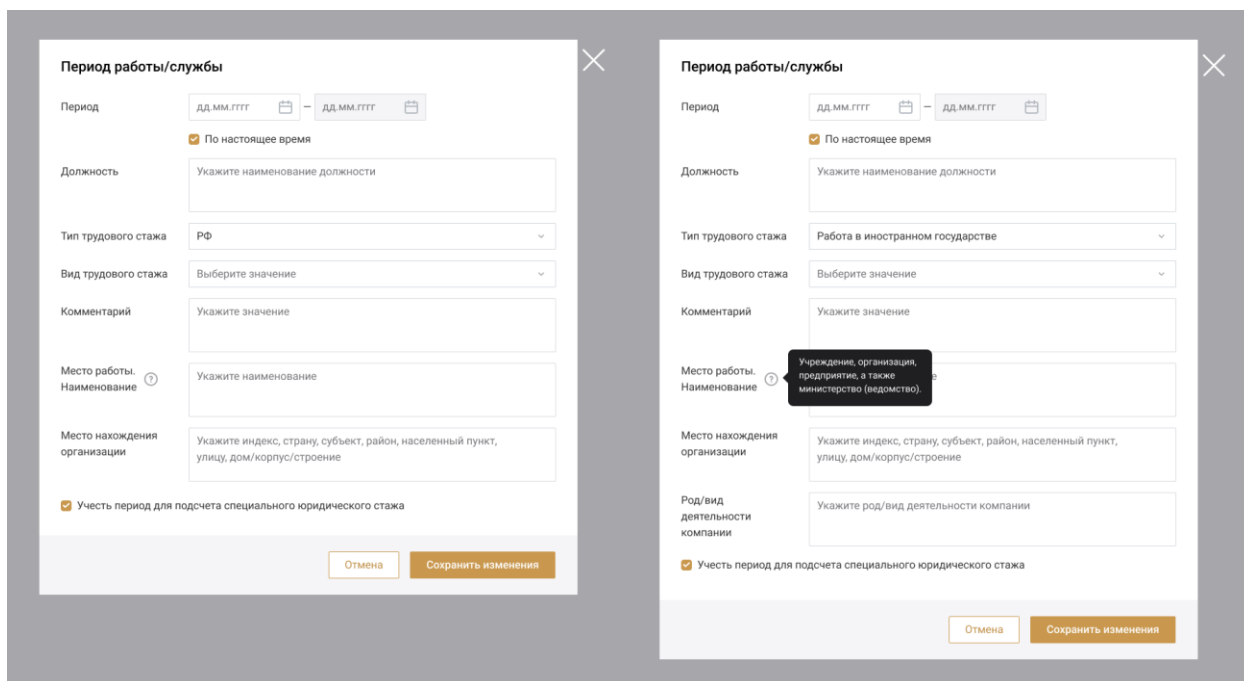 Период работы/службы
Период
дд.мм.гггг – дд.мм.гггг
По настоящее время
Должность
Укажите наименование должности
Тип трудового стажа
РФ
Вид трудового стажа
Выберите значение
Комментарий
Укажите значение
Место работы.
Наименование
?
Укажите наименование
Место нахождения
организации
Укажите индекс, страну, субъект, район, населенный пункт,
улицу, дом/корпус/строение
Учесть период для подсчета специального юридического стажа
Отмена
Сохранить изменения
Период работы/службы
Период
дд.мм.гггг – дд.мм.гггг
По настоящее время
Должность
Укажите наименование должности
Тип трудового стажа
Работа в иностранном государстве
Вид трудового стажа
Выберите значение
Комментарий
Укажите значение
Место работы.
Наименование
?
Учреждение, организация,
предприятие, а также
министерство (ведомство).
Место нахождения
организации
Укажите индекс, страну, субъект, район, населенный пункт,
улицу, дом/корпус/строение
Род/вид
деятельности
компании
Укажите род/вид деятельности компании
Учесть период для подсчета специального юридического стажа
Отмена
Сохранить изменения